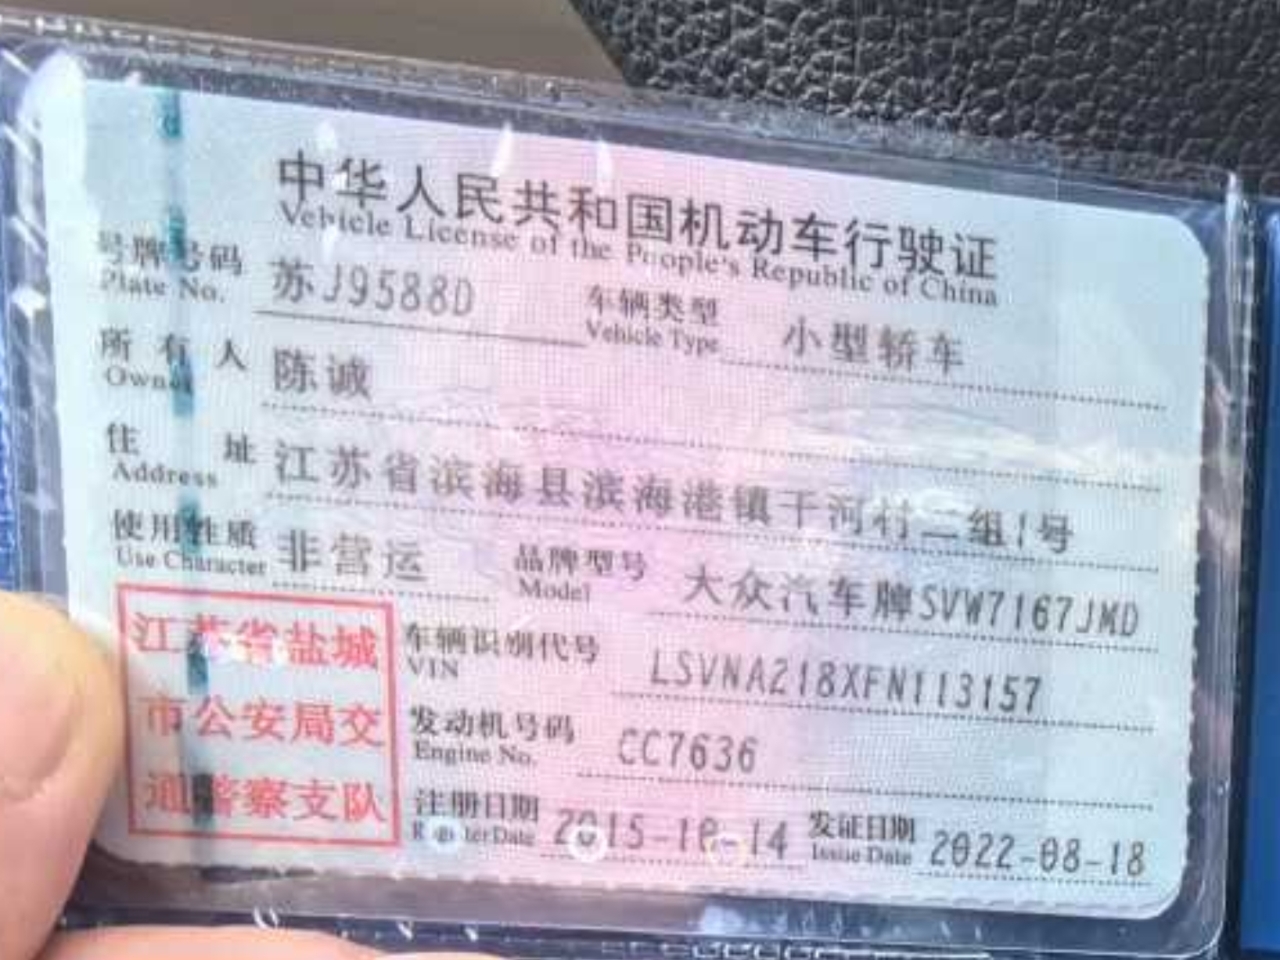 中华人民共和国机动车行驶证
Vehicle License of the People's Republic of China
号牌号码 苏J9588D 车辆类型 小型轿车
Plate No. Vehicle Type
所有人 陈诚
Owner
住址 江苏省滨海县滨海港镇干河村二组1号
Address
使用性质 非营运 品牌型号 大众汽车牌SVW7167JMD
Use Character Model
江苏省盐城
市公安局交
通警察支队
车辆识别代号 LSVNA218XFN113157
VIN
发动机号码 CC7636
Engine No.
注册日期 发证日期 2022-08-18
Register Date Issue Date